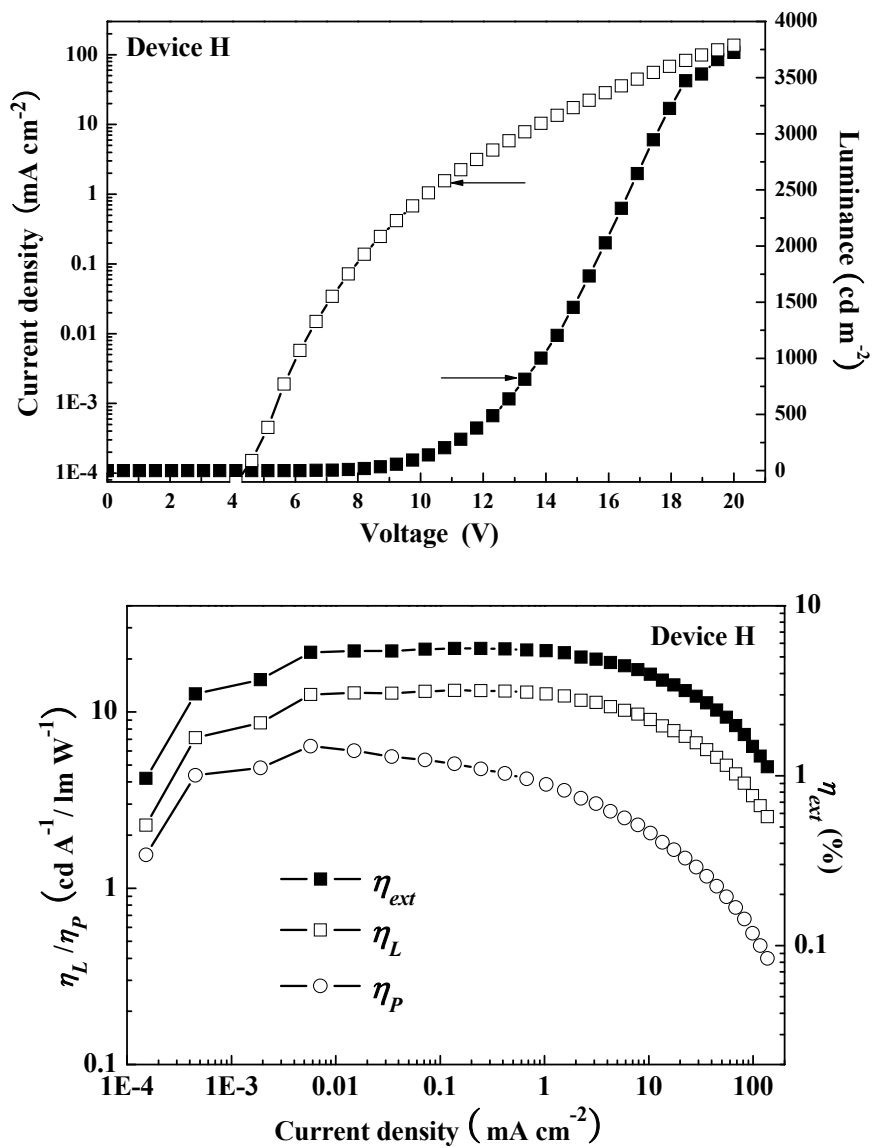 Device H
Current density (mA cm-2)
100
10
1
0.1
0.01
1E-3
1E-4
Luminance (cd m-2)
4000
3500
3000
2500
2000
1500
1000
500
0
0 2 4 6 8 10 12 14 16 18 20
Voltage (V)
Device H
ηL /ηP (cd A-1/lm W-1)
10
1
0.1
ηext (%)
10
1
0.1
ηext
ηL
ηP
1E-4 1E-3 0.01 0.1 1 10 100
Current density ( mA cm-2)